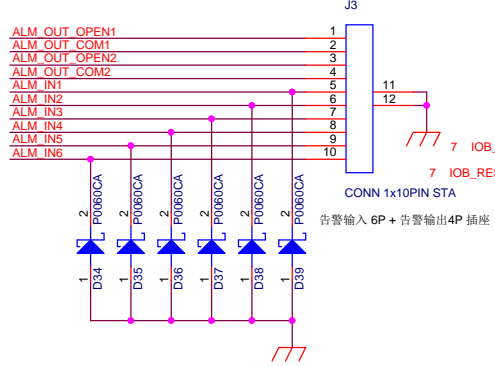 J3
ALM_OUT_OPEN1 1
ALM_OUT_COM1 2
ALM_OUT_OPEN2 3
ALM_OUT_COM2 4
ALM_IN1 5 11
ALM_IN2 6 12
ALM_IN3 7
ALM_IN4 8
ALM_IN5 9
ALM_IN6 10
7 IOB_
7 IOB_RES
CONN 1x10PIN STA
告警输入 6P + 告警输出4P 插座
2 P0060CA 1 D34
2 P0060CA 1 D35
2 P0060CA 1 D36
2 P0060CA 1 D37
2 P0060CA 1 D38
2 P0060CA 1 D39